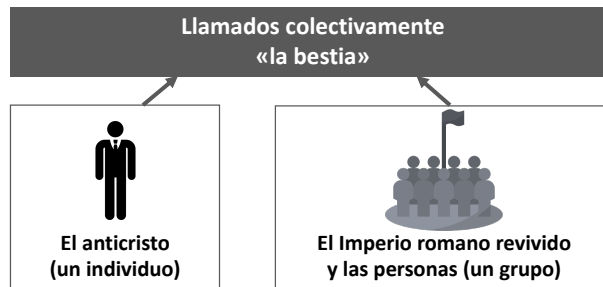 Llamados colectivamente
«la bestia»
El anticristo
(un individuo)
El Imperio romano revivido
y las personas (un grupo)